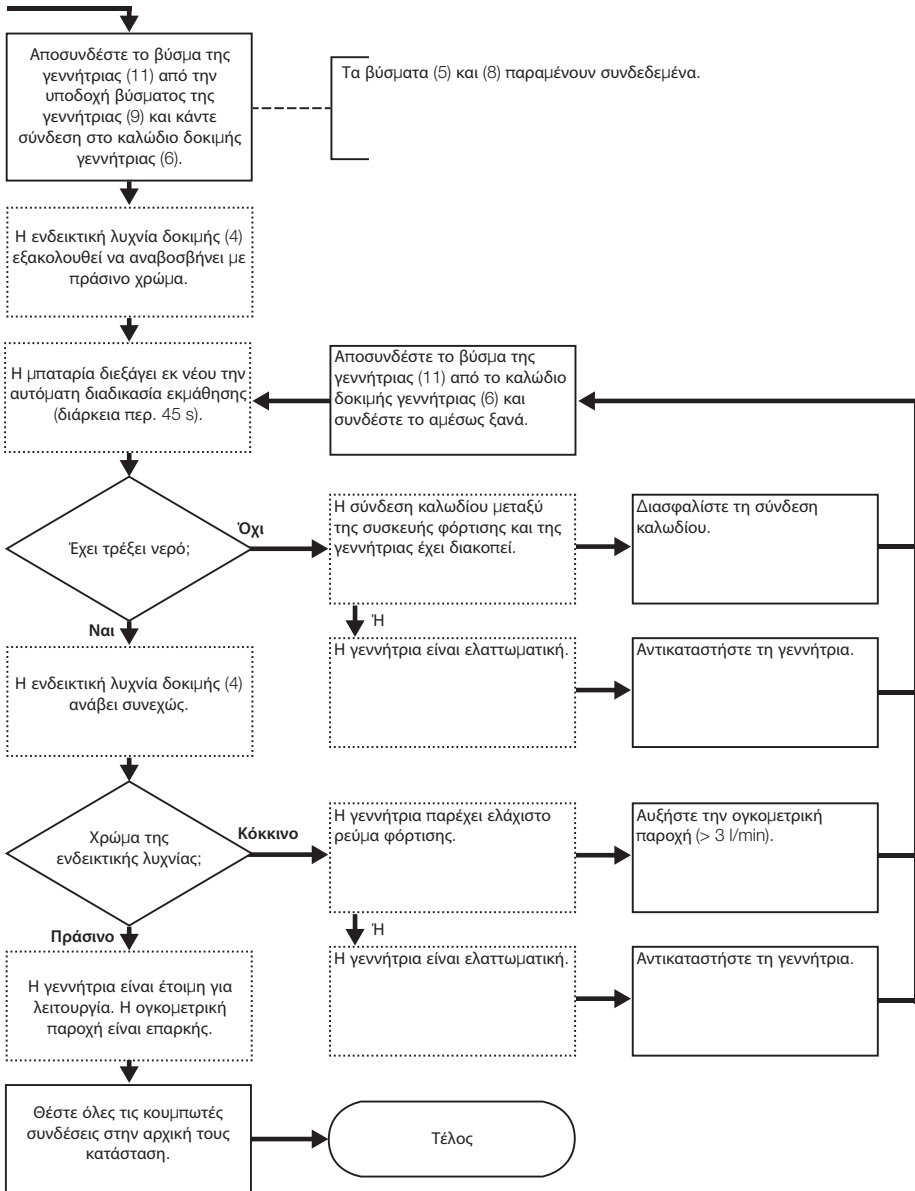 Αποσυνδέστε το βύσμα της
γεννήτριας (11) από την
υποδοχή βύσματος της
γεννήτριας (9) και κάντε
σύνδεση στο καλώδιο δοκιμής
γεννήτριας (6).
Τα βύσματα (5) και (8) παραμένουν συνδεδεμένα.
Η ενδεικτική λυχνία δοκιμής (4)
εξακολουθεί να αναβοσβήνει με
πράσινο χρώμα.
Η μπαταρία διεξάγει εκ νέου την
αυτόματη διαδικασία εκμάθησης
(διάρκεια περ. 45 s).
Αποσυνδέστε το βύσμα της
γεννήτριας (11) από το καλώδιο
δοκιμής γεννήτριας (6) και
συνδέστε το αμέσως ξανά.
Έχει τρέξει νερό;
Όχι
Η σύνδεση καλωδίου μεταξύ
της συσκευής φόρτισης και της
γεννήτριας έχει διακοπεί.
Διασφαλίστε τη σύνδεση
καλωδίου.
Ναι
Ή
Η γεννήτρια είναι ελαττωματική.
Αντικαταστήστε τη γεννήτρια.
Η ενδεικτική λυχνία δοκιμής (4)
ανάβει συνεχώς.
Χρώμα της
ενδεικτικής λυχνίας;
Κόκκινο
Η γεννήτρια παρέχει ελάχιστο
ρεύμα φόρτισης.
Αυξήστε την ογκομετρική
παροχή (> 3 l/min).
Πράσινο
Ή
Η γεννήτρια είναι ελαττωματική.
Αντικαταστήστε τη γεννήτρια.
Η γεννήτρια είναι έτοιμη για
λειτουργία. Η ογκομετρική
παροχή είναι επαρκής.
Θέστε όλες τις κουμπωτές
συνδέσεις στην αρχική τους
κατάσταση.
Τέλος